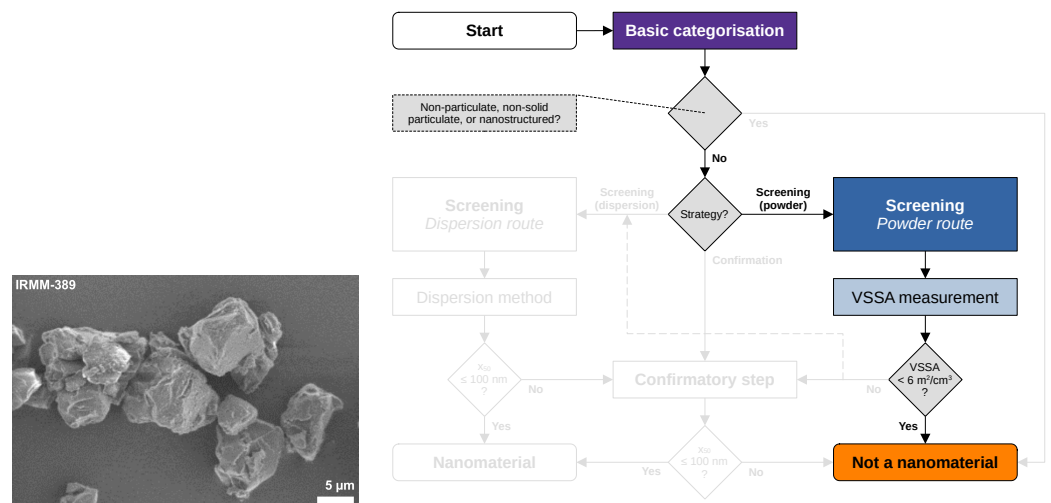 Start
Basic categorisation
Non-particulate, non-solid
particulate, or nanostructured?
Yes
No
Screening
Dispersion route
Screening
(dispersion)
Strategy?
Screening
(powder)
Screening
Powder route
Confirmation
Dispersion method
VSSA measurement
x₅₀
≤ 100 nm
?
No
Yes
Confirmatory step
VSSA
< 6 m²/cm³
?
No
Yes
Nanomaterial
x₅₀
≤ 100 nm
?
Yes
No
Not a nanomaterial
IRMM-389
5 µm